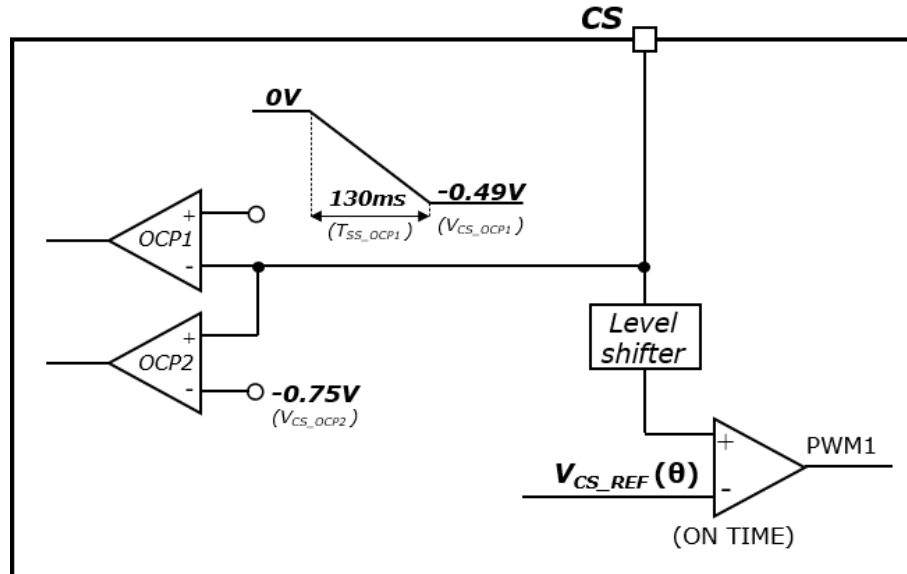 CS
0V
130ms
(TSS_OCP1)
-0.49V
(VCS_OCP1)
+
OCP1
-
+
OCP2
-
-0.75V
(VCS_OCP2)
Level
shifter
+
PWM1
VCS_REF(θ)
-
(ON TIME)